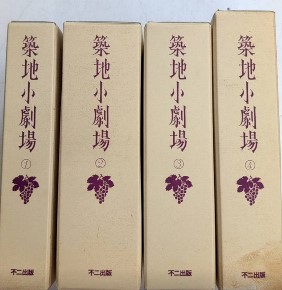 築地小劇場
①
不二出版
築地小劇場
②
不二出版
築地小劇場
③
不二出版
築地小劇場
④
不二出版